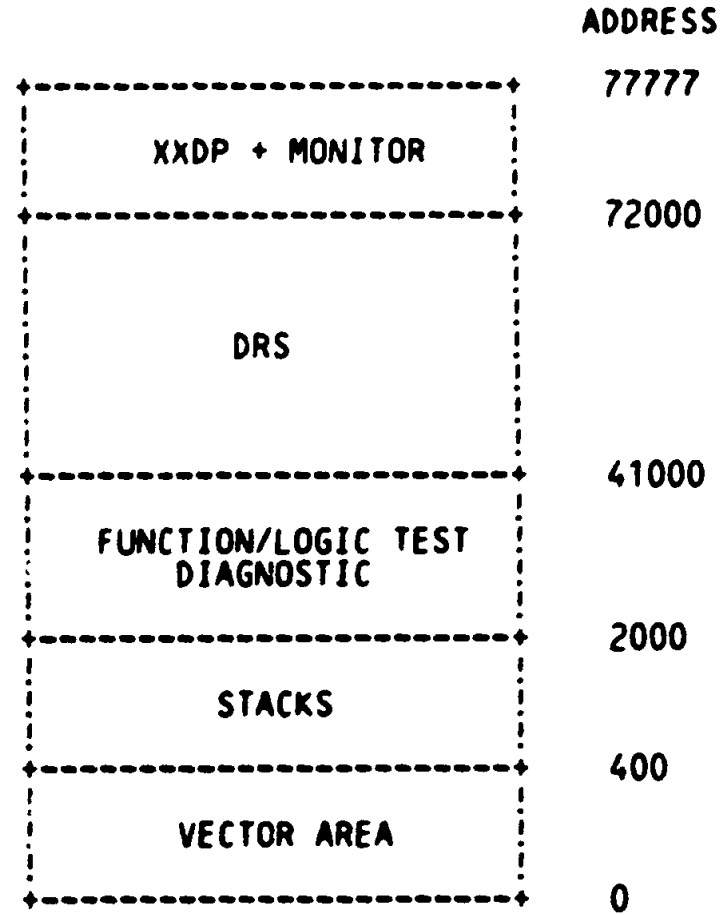 ADDRESS
77777
XXDP + MONITOR
72000
DRS
41000
FUNCTION/LOGIC TEST
DIAGNOSTIC
2000
STACKS
400
VECTOR AREA
0